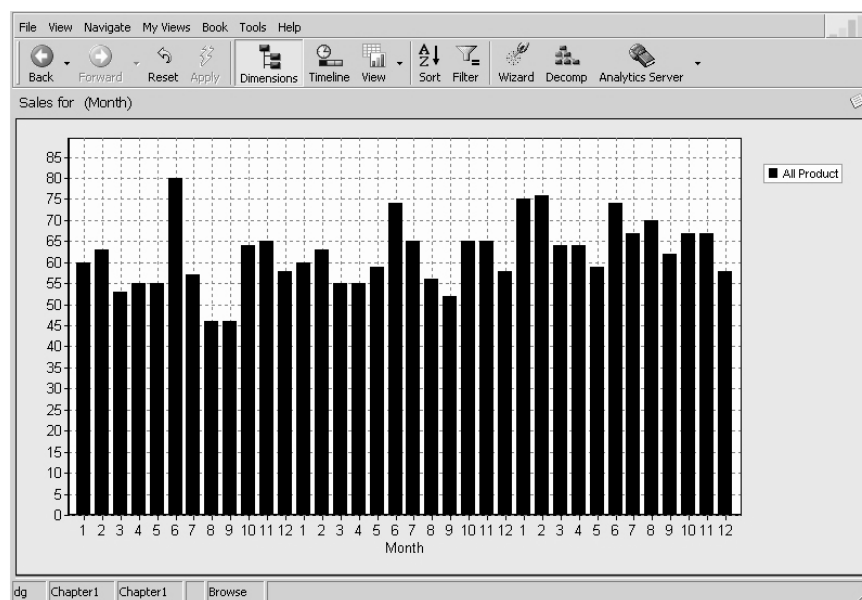 File View Navigate My Views Book Tools Help
Back Forward Reset Apply Dimensions Timeline View Sort Filter Wizard Decomp Analytics Server
Sales for (Month)
85
80
75
70
65
60
55
50
45
40
35
30
25
20
15
10
5
0
1 2 3 4 5 6 7 8 9 10 11 12 1 2 3 4 5 6 7 8 9 10 11 12 1 2 3 4 5 6 7 8 9 10 11 12
Month
All Product
dg Chapter1 Chapter1 Browse